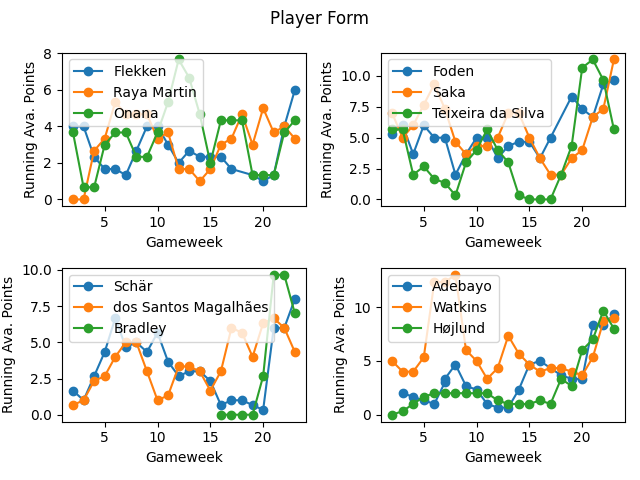 Player Form
Running Ava. Points
8
6
4
2
0
Flekken
Raya Martin
Onana
5
10
15
20
Gameweek
Running Ava. Points
10.0
7.5
5.0
2.5
0.0
Foden
Saka
Teixeira da Silva
5
10
15
20
Gameweek
Running Ava. Points
10.0
7.5
5.0
2.5
0.0
Schär
dos Santos Magalhães
Bradley
5
10
15
20
Gameweek
Running Ava. Points
10
5
0
Adebayo
Watkins
Højlund
5
10
15
20
Gameweek